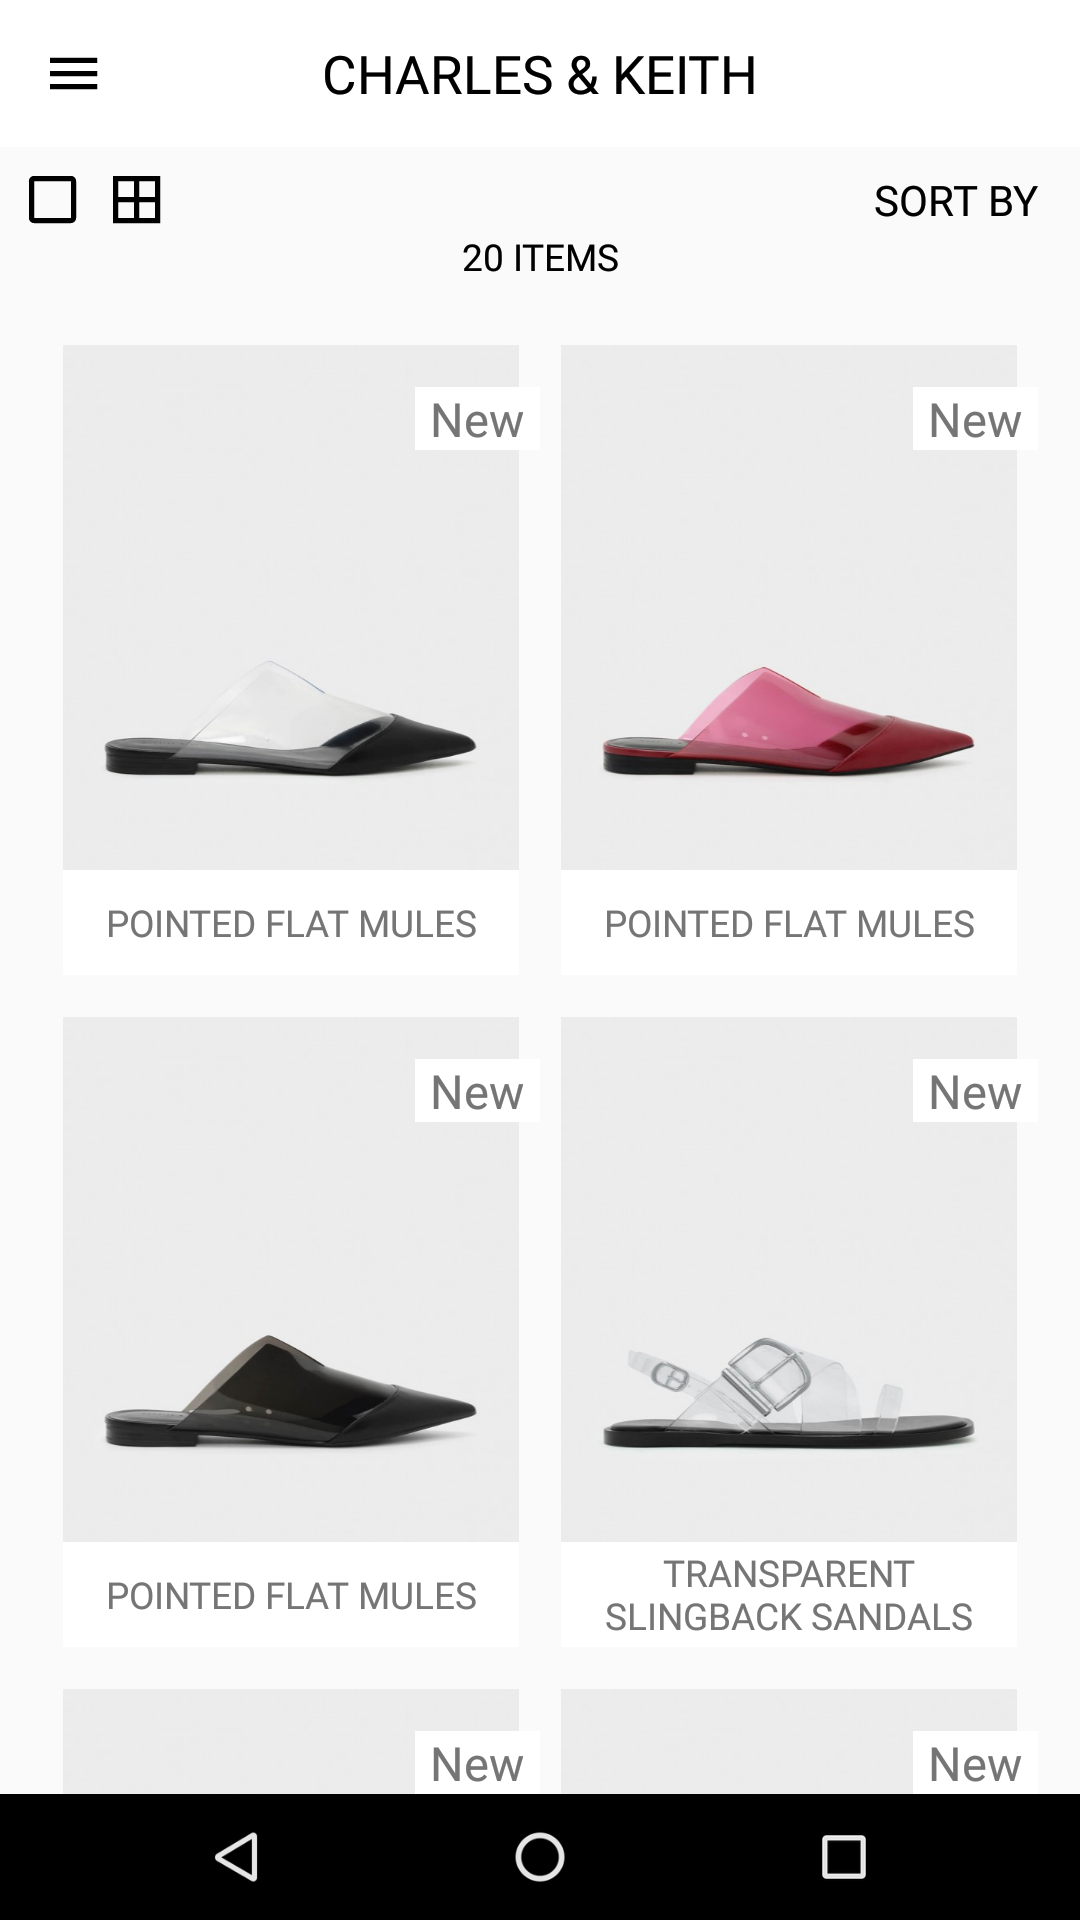 CHARLES & KEITH
SORT BY
20 ITEMS
New
New
POINTED FLAT MULES
POINTED FLAT MULES
New
New
POINTED FLAT MULES
TRANSPARENT
SLINGBACK SANDALS
New
New